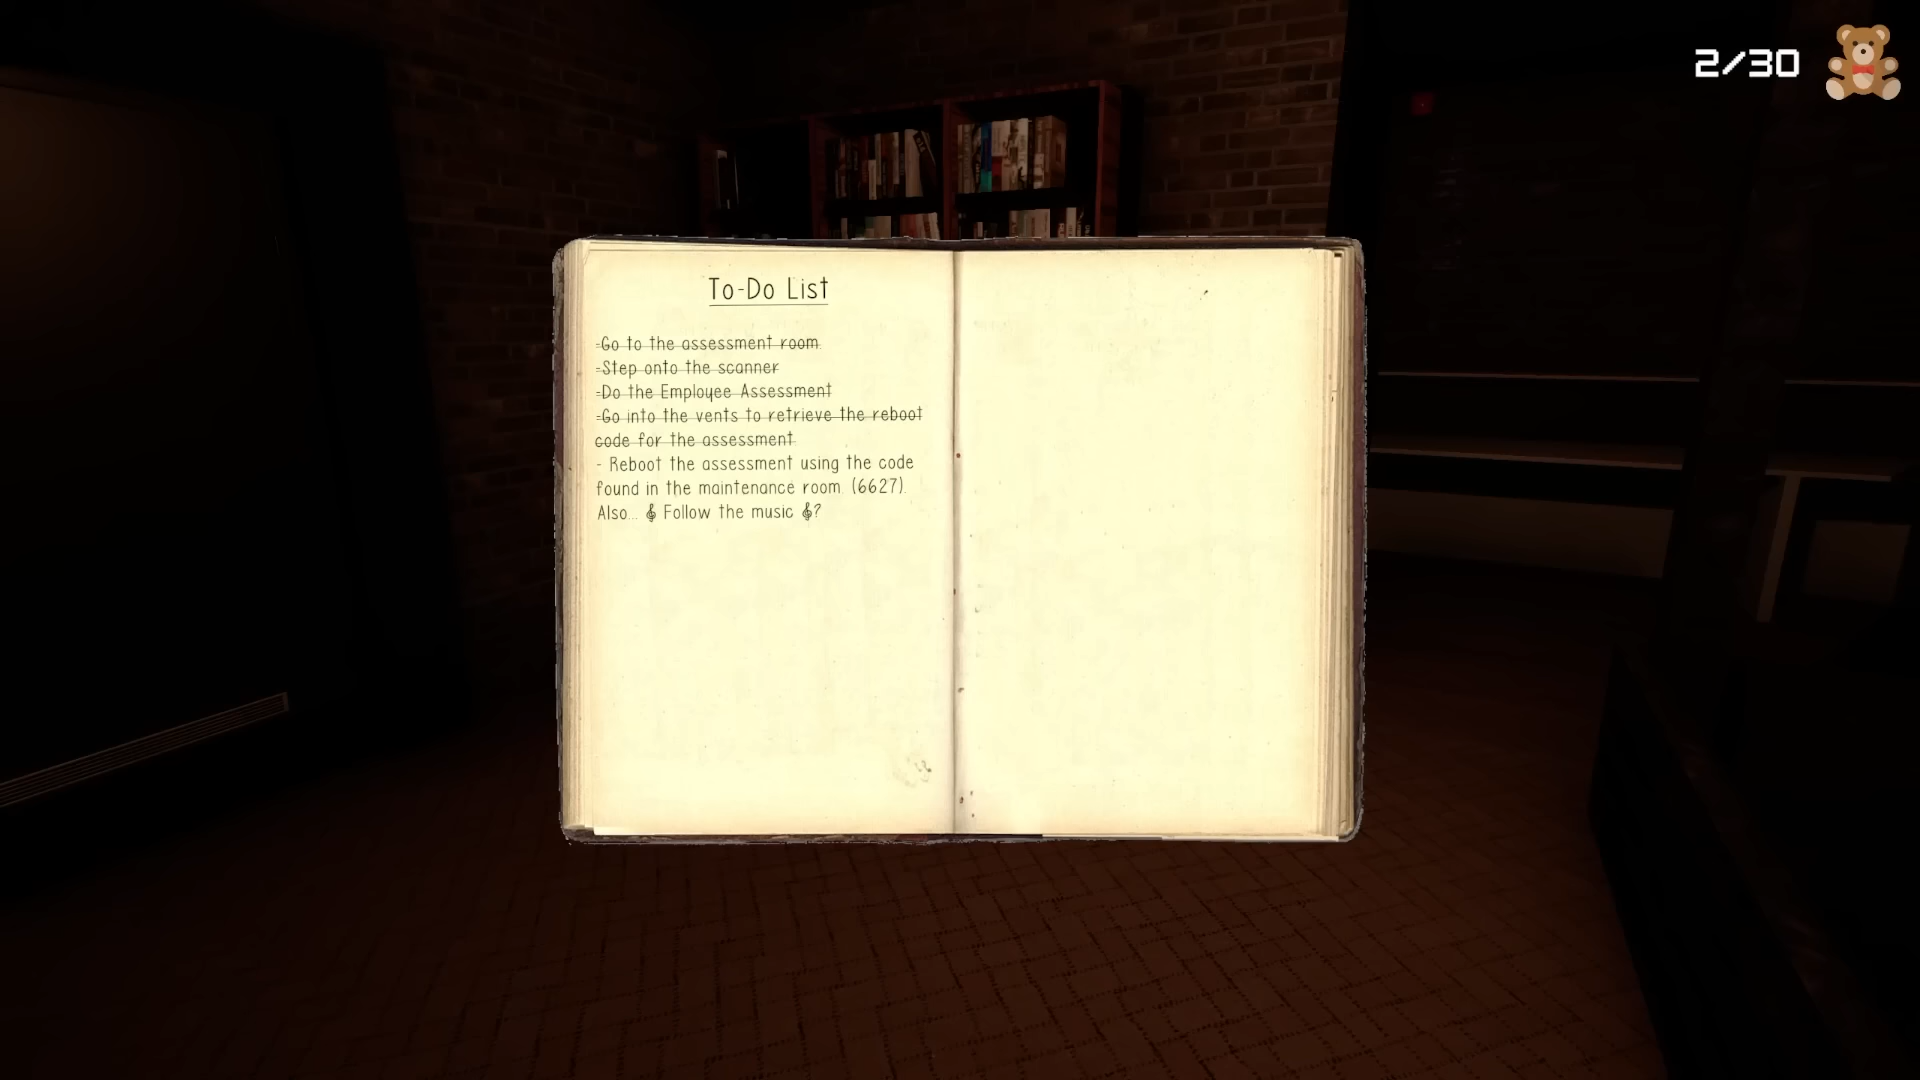 2/30
To-Do List
-Go to the assessment room.
-Step onto the scanner
-Do the Employee Assessment
-Go into the vents to retrieve the reboot
code for the assessment.
- Reboot the assessment using the code
found in the maintenance room. (6627).
Also... 𝄞 Follow the music 𝄞?